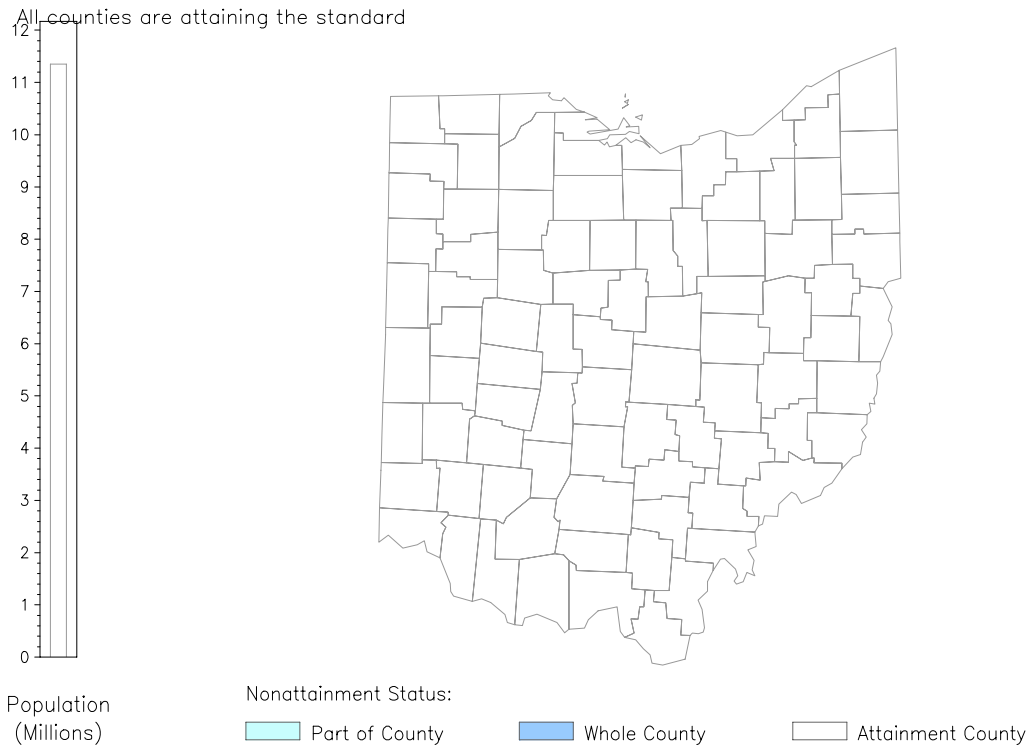 All counties are attaining the standard
12
11
10
9
8
7
6
5
4
3
2
1
0
Population
(Millions)
Nonattainment Status:
Part of County
Whole County
Attainment County